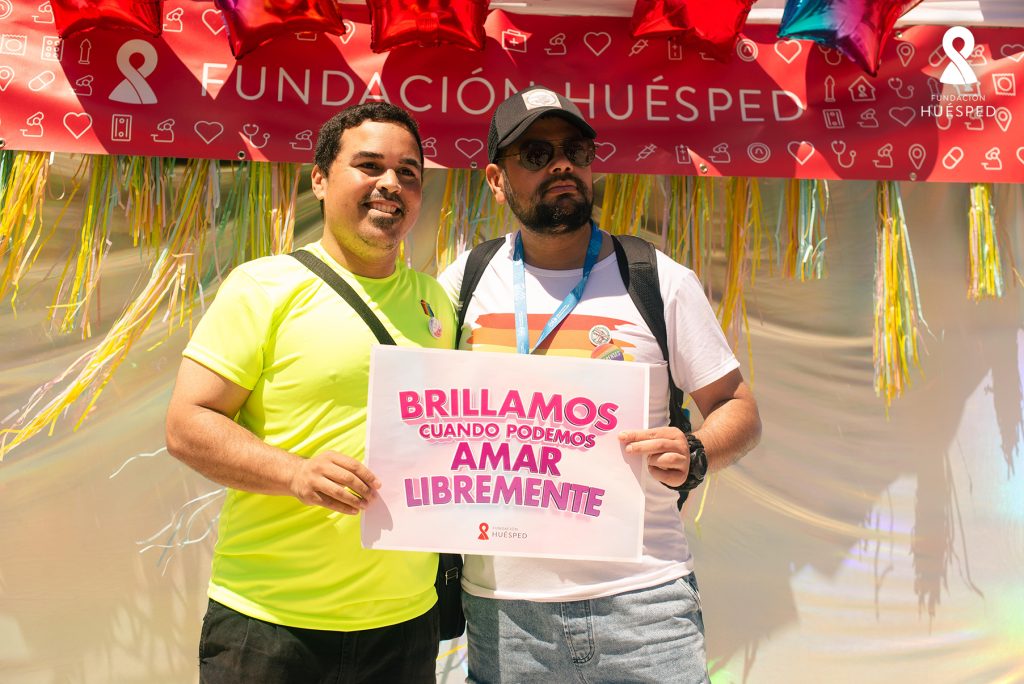 FUNDACIÓN HUÉSPED
FUNDACIÓN
HUÉSPED
BRILLAMOS
CUANDO PODEMOS
AMAR
LIBREMENTE
FUNDACIÓN
HUÉSPED